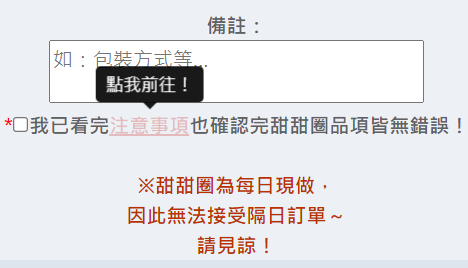 備註：
如：包裝方式等...
點我前往！
*我已看完注意事項也確認完甜甜圈品項皆無錯誤！
※甜甜圈為每日現做，
因此無法接受隔日訂單～
請見諒！